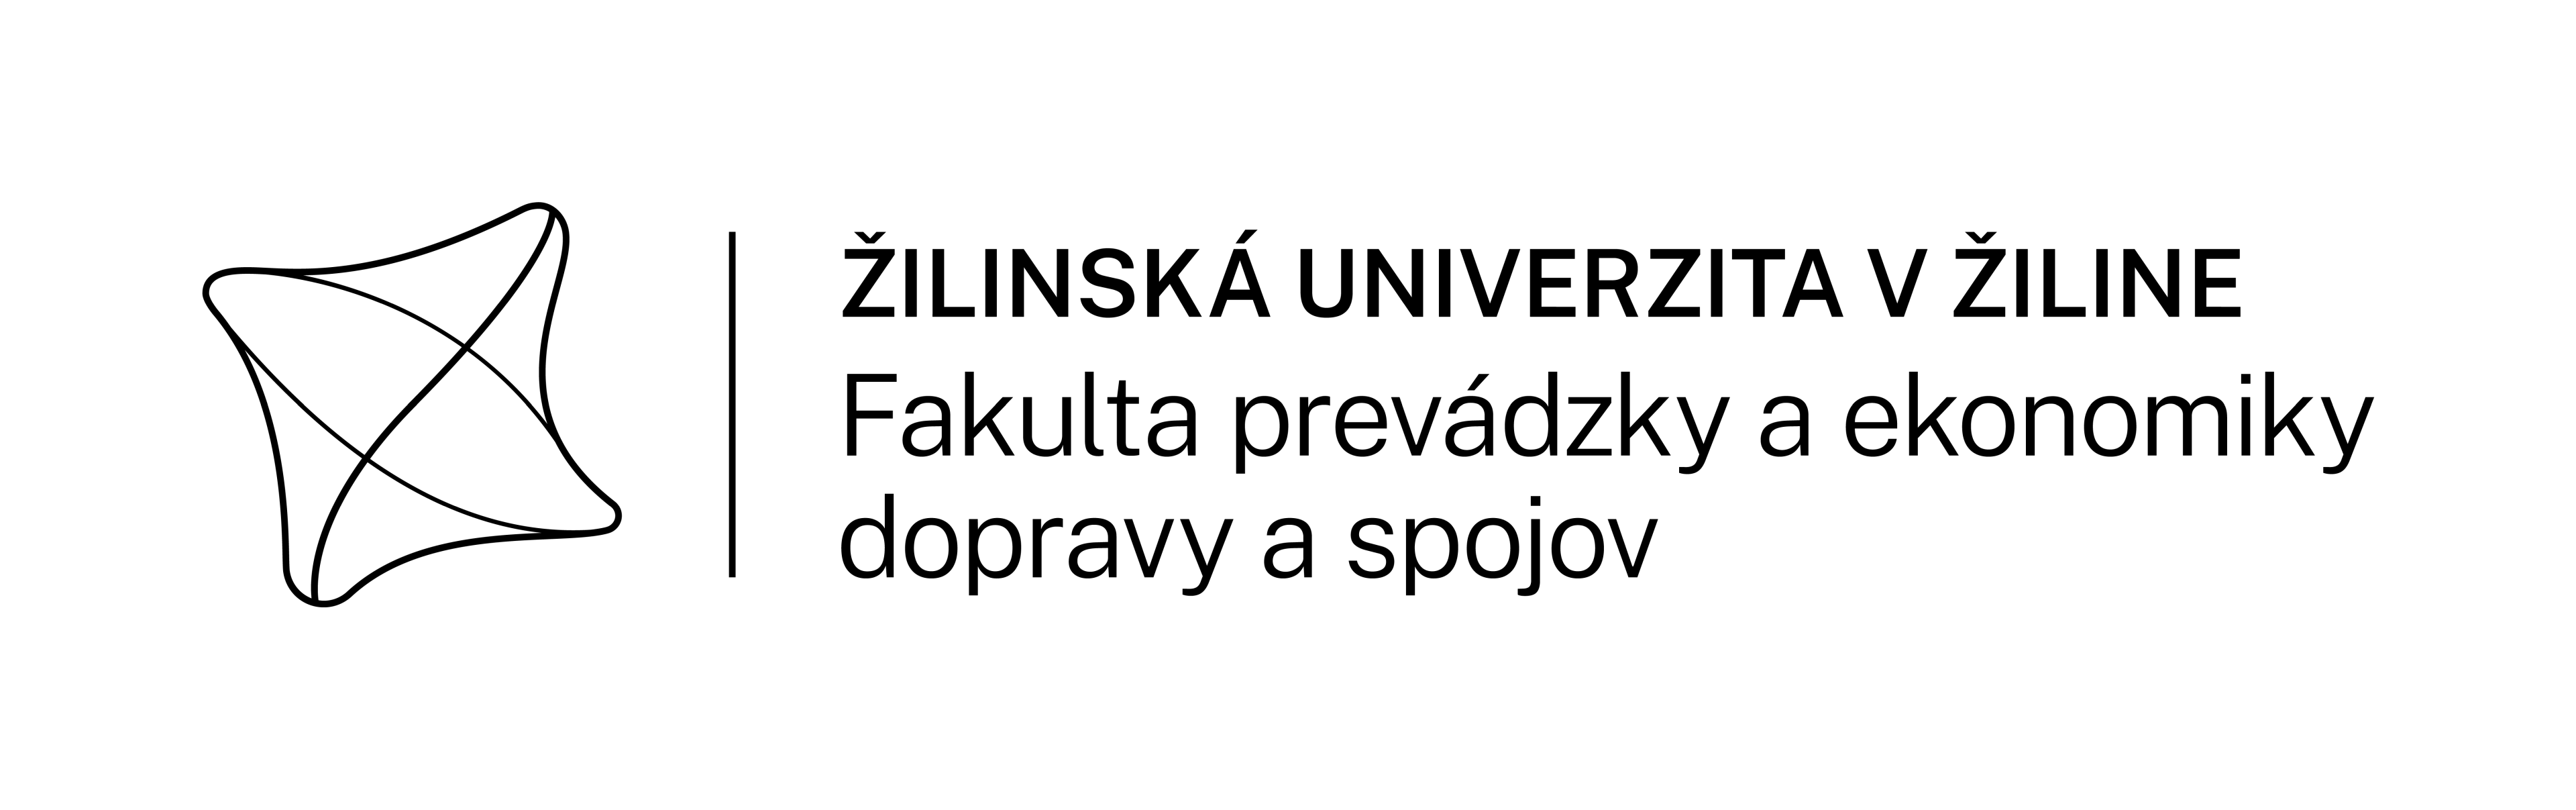 ŽILINSKÁ UNIVERZITA V ŽILINE
Fakulta prevádzky a ekonomiky
dopravy a spojov